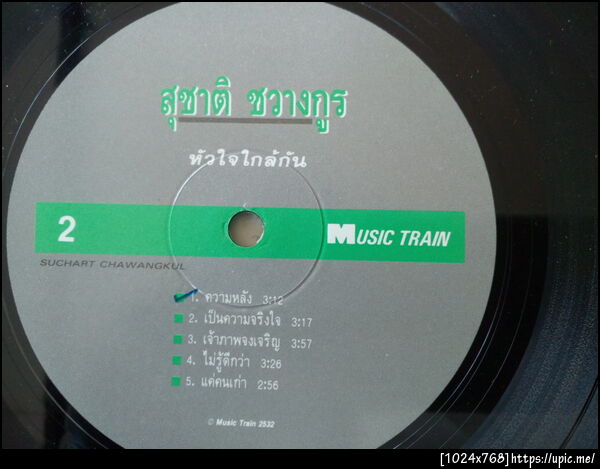 สุชาติ ชวางกูร
หัวใจใกล้กัน
2 MUSIC TRAIN
SUCHART CHAWANGKUL
1. ความหลัง 3:12
2. เป็นความจริงใจ 3:17
3. เจ้าภาพจงเจริญ 3:57
4. ไม่รู้ดีกว่า 3:26
5. แด่คนเก่า 2:56
© Music Train 2532
[1024x768]https://upic.me/